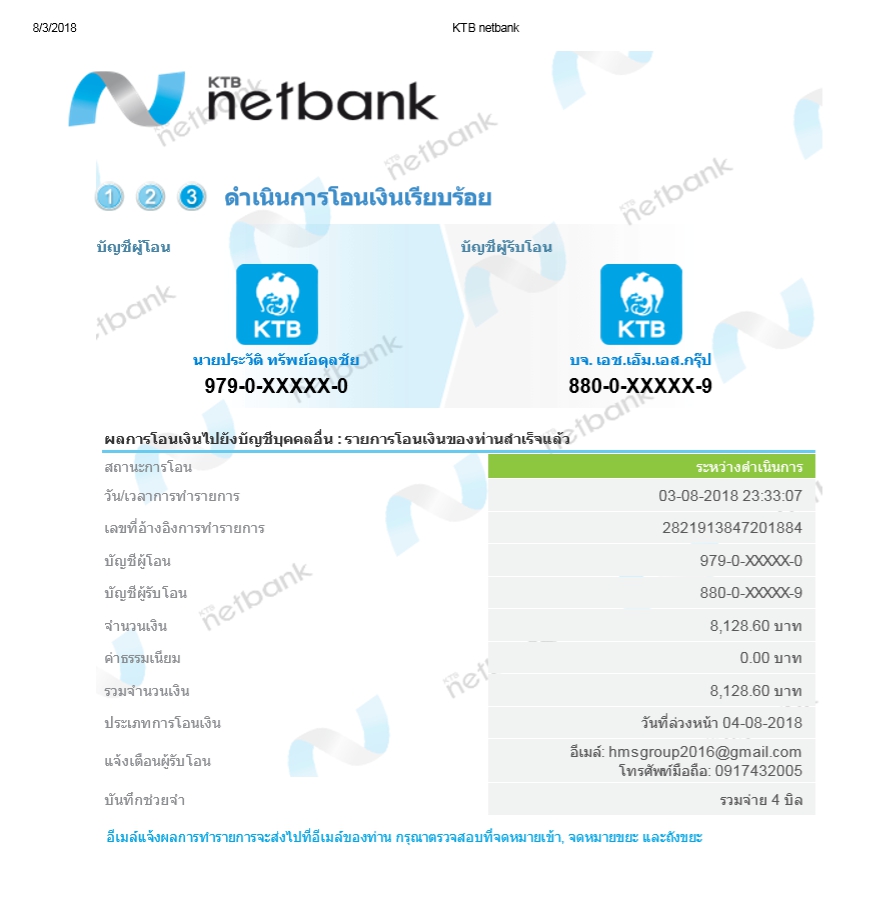 8/3/2018
KTB netbank
KTB
netbank
1 2 3 ดำเนินการโอนเงินเรียบร้อย
บัญชีผู้โอน
บัญชีผู้รับโอน
KTB
KTB
นายประวัติ ทรัพย์อดุลชัย
บจ. เอช.เอ็ม.เอส.กรุ๊ป
979-0-XXXXX-0
880-0-XXXXX-9
ผลการโอนเงินไปยังบัญชีบุคคลอื่น : รายการโอนเงินของท่านสำเร็จแล้ว
สถานะการโอน ระหว่างดำเนินการ
วัน/เวลาการทำรายการ 03-08-2018 23:33:07
เลขที่อ้างอิงการทำรายการ 2821913847201884
บัญชีผู้โอน 979-0-XXXXX-0
บัญชีผู้รับโอน 880-0-XXXXX-9
จำนวนเงิน 8,128.60 บาท
ค่าธรรมเนียม 0.00 บาท
รวมจำนวนเงิน 8,128.60 บาท
ประเภทการโอนเงิน วันที่ล่วงหน้า 04-08-2018
แจ้งเตือนผู้รับโอน อีเมล์: hmsgroup2016@gmail.com
โทรศัพท์มือถือ: 0917432005
บันทึกช่วยจำ รวมจ่าย 4 บิล
อีเมล์แจ้งผลการทำรายการจะส่งไปที่อีเมล์ของท่าน กรุณาตรวจสอบที่จดหมายเข้า, จดหมายขยะ และถังขยะ